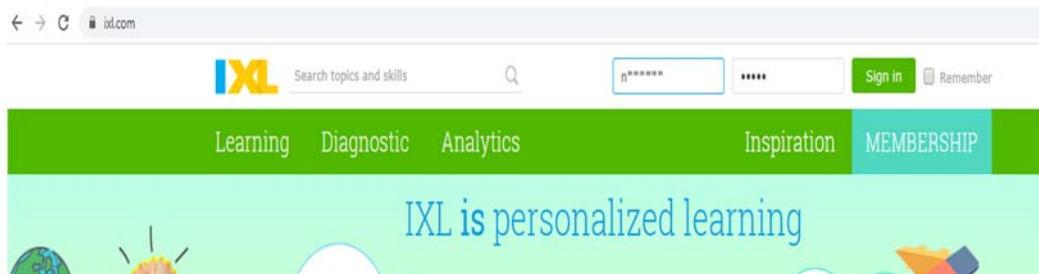 ixl.com
IXL Search topics and skills n****** ••••• Sign in Remember
Learning Diagnostic Analytics Inspiration MEMBERSHIP
IXL is personalized learning